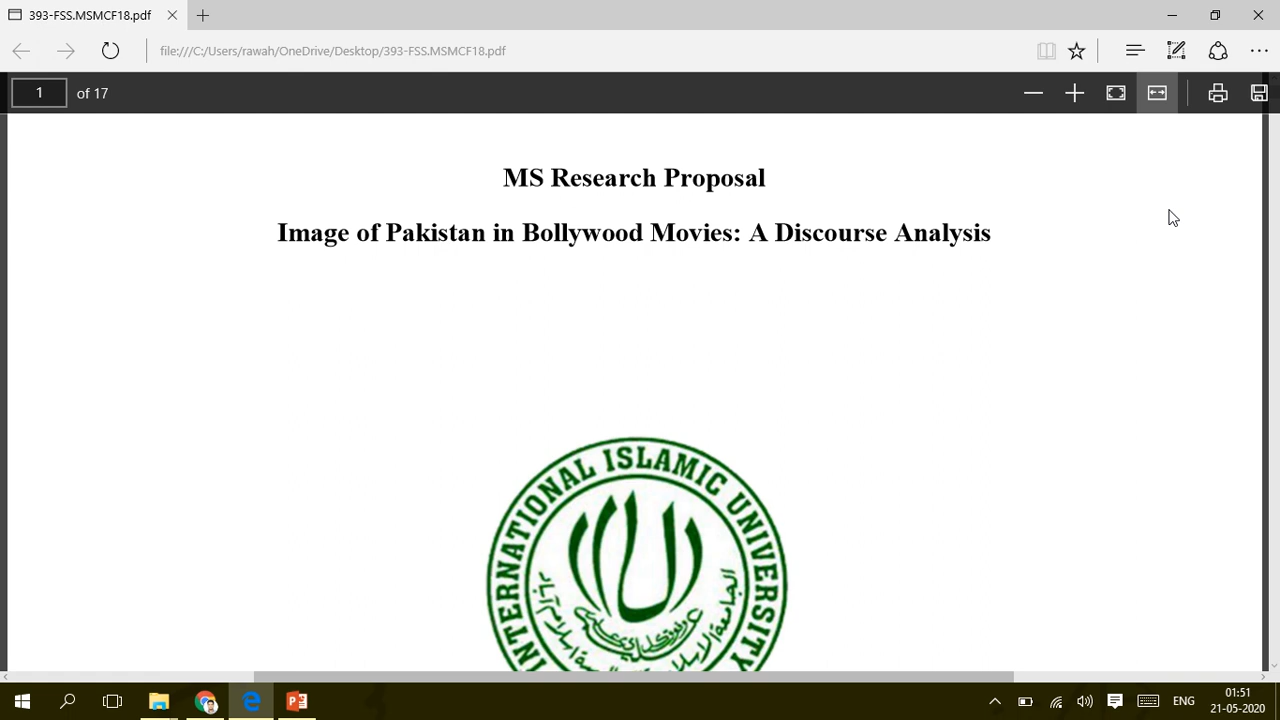 393-FSS.MSMCF18.pdf
file:///C:/Users/rawah/OneDrive/Desktop/393-FSS.MSMCF18.pdf
1 of 17
MS Research Proposal
Image of Pakistan in Bollywood Movies: A Discourse Analysis
INTERNATIONAL ISLAMIC UNIVERSITY
ENG
01:51
21-05-2020